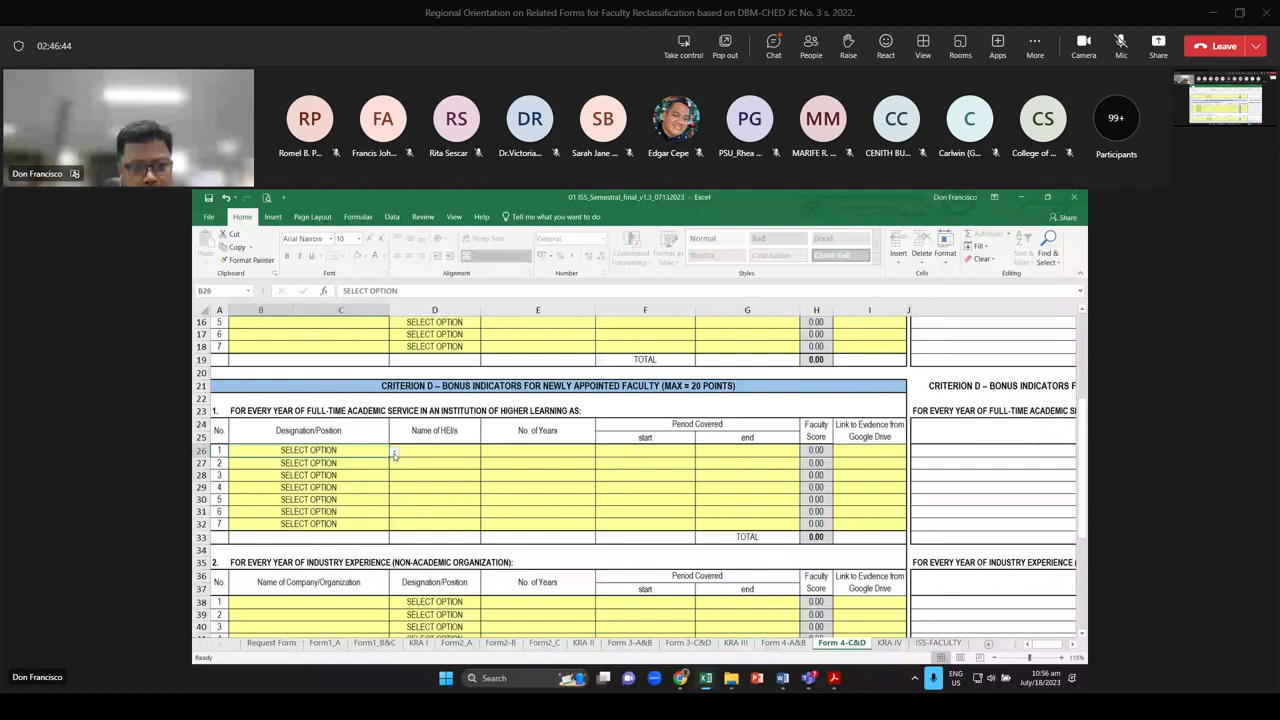 Regional Orientation on Related Forms for Faculty Reclassification based on DBM-CHED JC No. 3 s. 2022.
02:46:44
Take control
Pop out
Chat
People
Raise
React
View
Rooms
Apps
More
Camera
Mic
Share
Leave
RP
FA
RS
DR
SB
PG
MM
CC
C
CS
99+
Don Francisco
Romel B. P...
Francis Joh...
Rita Sescar
Dr.Victoria...
Sarah Jane ...
Edgar Cepe
PSU_Rhea ...
MARIFE R. ...
CENITH BU...
Carlwin (G...
College of ...
Participants
01 ISS_Semestral_final_v1.3_07132023 - Excel
Don Francisco
File Home Insert Page Layout Formulas Data Review View Help Tell me what you want to do
Share
Cut
Copy
Format Painter
Paste
Arial Narrow 10
Wrap Text
General
Conditional Formatting
Format as Table
Normal Bad Good
Neutral Calculation Check Cell
Insert Delete Format
AutoSum
Fill
Clear
Sort & Filter
Find & Select
Clipboard Font Alignment Number Styles Cells Editing
B26
SELECT OPTION
A B C D E F G H I J
16 5 SELECT OPTION 0.00
17 6 SELECT OPTION 0.00
18 7 SELECT OPTION 0.00
19 TOTAL 0.00
20
21 CRITERION D – BONUS INDICATORS FOR NEWLY APPOINTED FACULTY (MAX = 20 POINTS) CRITERION D – BONUS INDICATORS F
22
23 1. FOR EVERY YEAR OF FULL-TIME ACADEMIC SERVICE IN AN INSTITUTION OF HIGHER LEARNING AS: FOR EVERY YEAR OF FULL-TIME ACADEMIC SE
24 No. Designation/Position Name of HEI/s No. of Years Period Covered Faculty Score Link to Evidence from Google Drive
25 start end
26 1 SELECT OPTION 0.00
27 2 SELECT OPTION 0.00
28 3 SELECT OPTION 0.00
29 4 SELECT OPTION 0.00
30 5 SELECT OPTION 0.00
31 6 SELECT OPTION 0.00
32 7 SELECT OPTION 0.00
33 TOTAL 0.00
34
35 2. FOR EVERY YEAR OF INDUSTRY EXPERIENCE (NON-ACADEMIC ORGANIZATION): FOR EVERY YEAR OF INDUSTRY EXPERIENCE (
36 No. Name of Company/Organization Designation/Position No. of Years Period Covered Faculty Score Link to Evidence from Google Drive
37 start end
38 1 SELECT OPTION 0.00
39 2 SELECT OPTION 0.00
40 3 SELECT OPTION 0.00
Request Form Form1_A Form1_B&C KRA I Form2_A Form2-B Form2_C KRA II Form 3-A&B Form 3-C&D KRA III Form 4-A&B Form 4-C&D KRA IV ISS-FACULTY
Ready
115%
Don Francisco
Search
ENG
US
10:56 am
July/18/2023